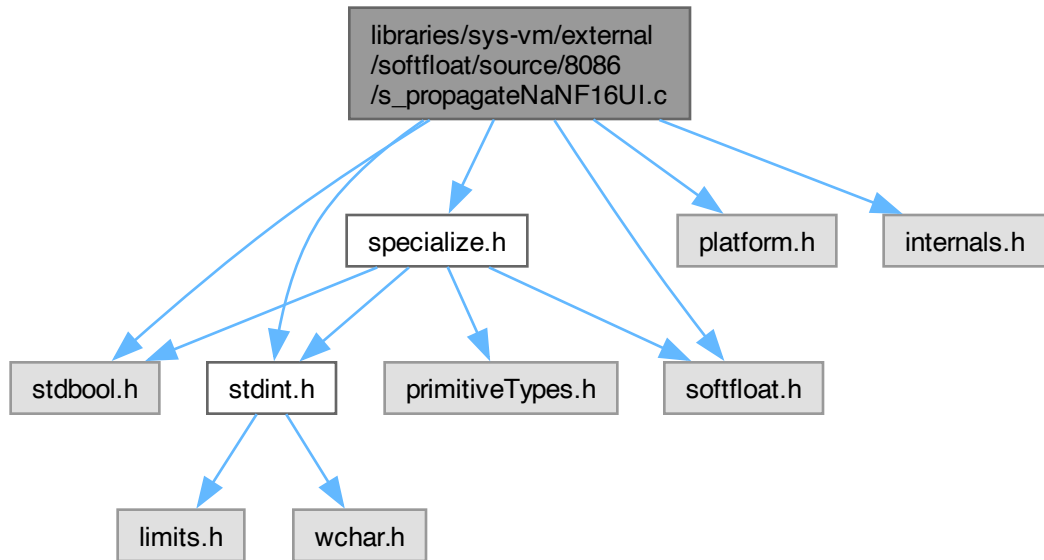 libraries/sys-vm/external
/softfloat/source/8086
/s_propagateNaNF16UI.c
specialize.h
platform.h
internals.h
stdbool.h
stdint.h
primitiveTypes.h
softfloat.h
limits.h
wchar.h